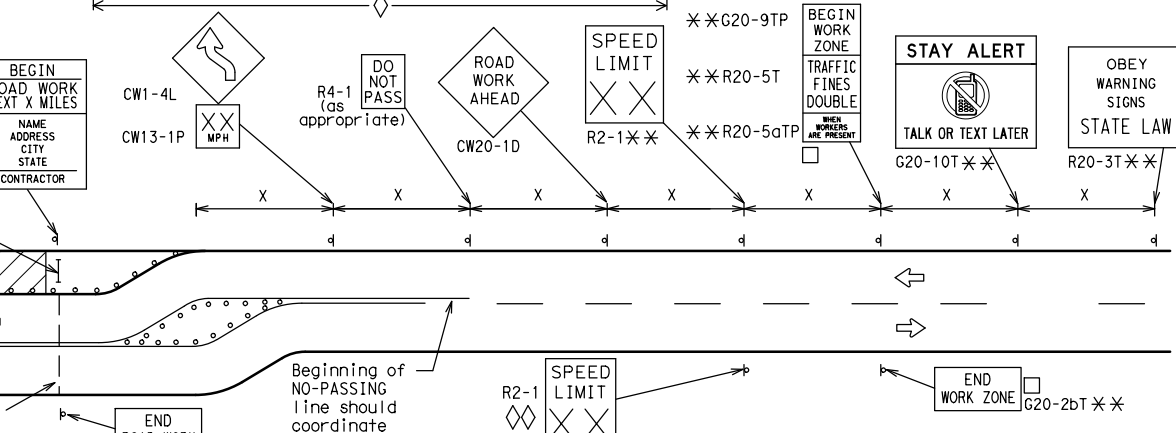 BEGIN
ROAD WORK
NEXT X MILES
NAME
ADDRESS
CITY
STATE
CONTRACTOR
CW1-4L
CW13-1P
XX
MPH
R4-1
(as
appropriate)
DO
NOT
PASS
ROAD
WORK
AHEAD
CW20-1D
SPEED
LIMIT
XX
R2-1**
**G20-9TP
**R20-5T
**R20-5aTP
BEGIN
WORK
ZONE
TRAFFIC
FINES
DOUBLE
WHEN
WORKERS
ARE PRESENT
STAY ALERT
TALK OR TEXT LATER
G20-10T**
OBEY
WARNING
SIGNS
STATE LAW
R20-3T**
X X X X X X X
Beginning of
NO-PASSING
line should
coordinate
R2-1
SPEED
LIMIT
XX
END
WORK ZONE
G20-2bT**
END
ROAD WORK